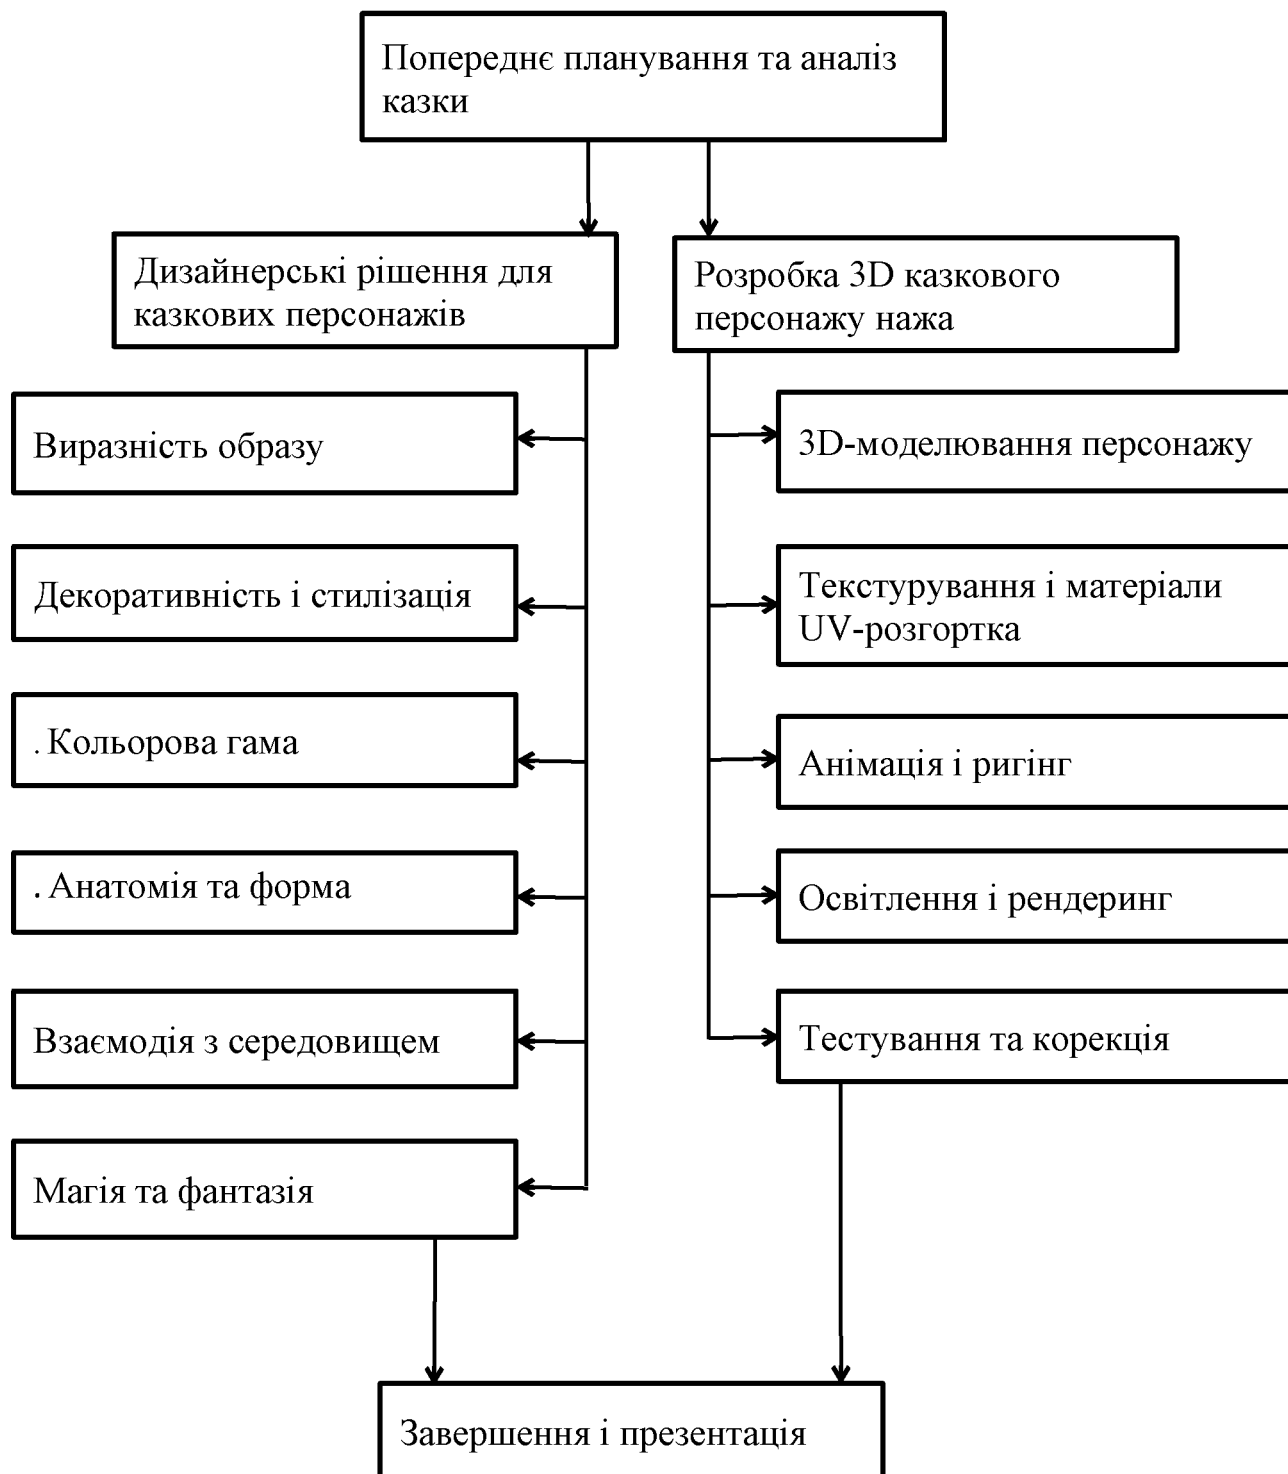 Попереднє планування та аналіз
казки
Дизайнерські рішення для
казкових персонажів
Розробка 3D казкового
персонажу нажа
Виразність образу
Декоративність і стилізація
. Кольорова гама
. Анатомія та форма
Взаємодія з середовищем
Магія та фантазія
3D-моделювання персонажу
Текстурування і матеріали
UV-розгортка
Анімація і ригінг
Освітлення і рендеринг
Тестування та корекція
Завершення і презентація